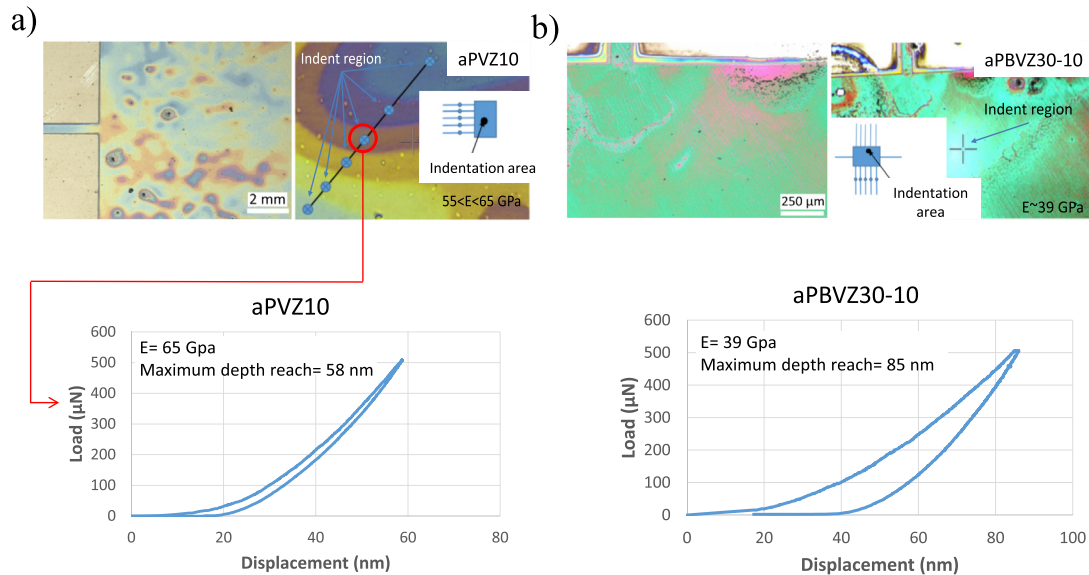 a)
Indent region
aPVZ10
Indentation area
2 mm
55<E<65 GPa
b)
aPBVZ30-10
Indent region
Indentation
area
250 µm
E~39 GPa
aPVZ10
E= 65 Gpa
Maximum depth reach= 58 nm
Load (µN)
600
500
400
300
200
100
0
0
20
40
60
80
Displacement (nm)
aPBVZ30-10
E= 39 Gpa
Maximum depth reach= 85 nm
Load (µN)
600
500
400
300
200
100
0
0
20
40
60
80
100
Displacement (nm)